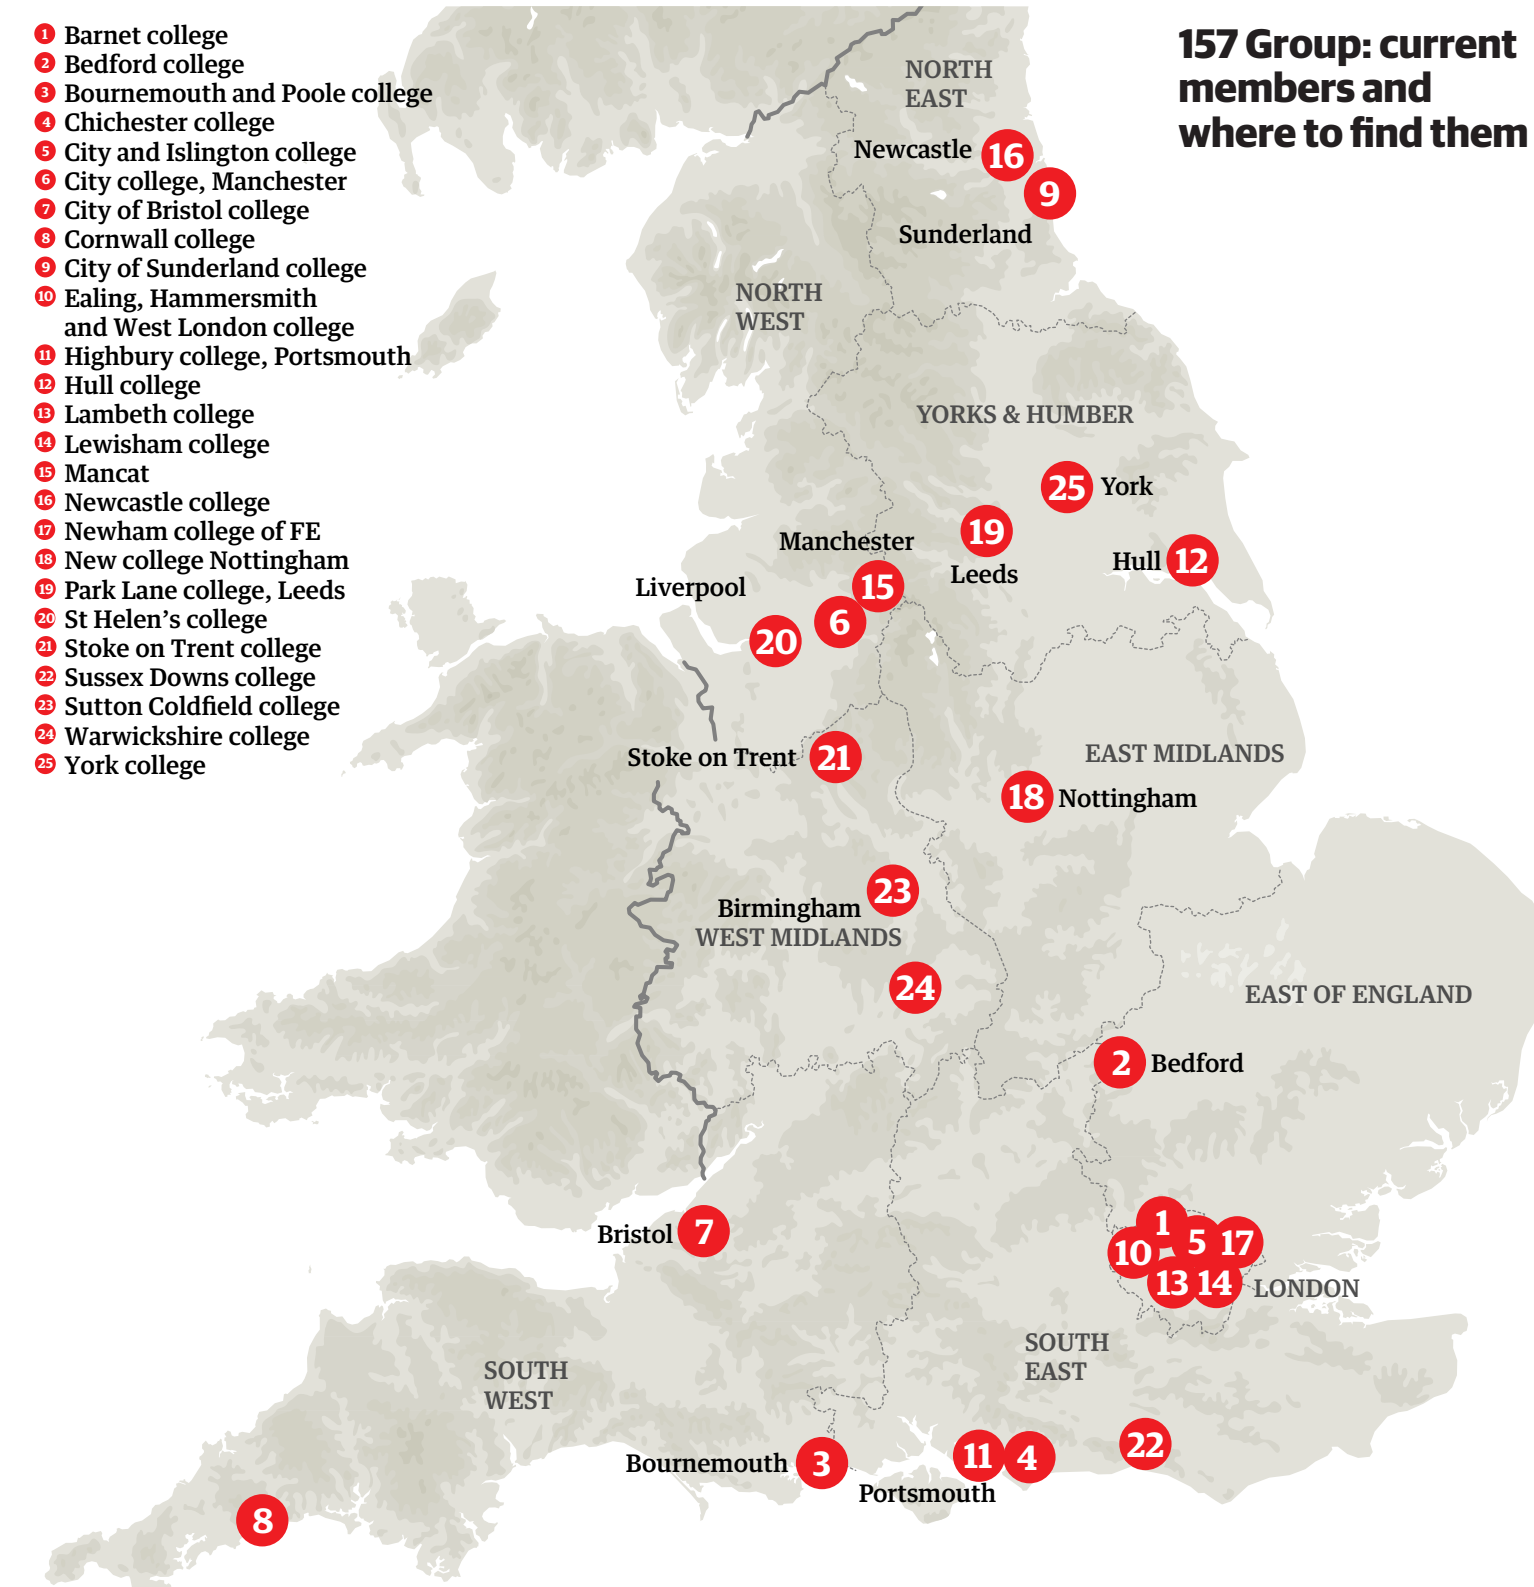 157 Group: current
members and
where to find them
1 Barnet college
2 Bedford college
3 Bournemouth and Poole college
4 Chichester college
5 City and Islington college
6 City college, Manchester
7 City of Bristol college
8 Cornwall college
9 City of Sunderland college
10 Ealing, Hammersmith
and West London college
11 Highbury college, Portsmouth
12 Hull college
13 Lambeth college
14 Lewisham college
15 Mancat
16 Newcastle college
17 Newham college of FE
18 New college Nottingham
19 Park Lane college, Leeds
20 St Helen’s college
21 Stoke on Trent college
22 Sussex Downs college
23 Sutton Coldfield college
24 Warwickshire college
25 York college
NORTH
EAST
Newcastle 16
9
Sunderland
NORTH
WEST
YORKS & HUMBER
25 York
19
Leeds
Hull 12
Manchester
15
Liverpool
6
20
Stoke on Trent 21
EAST MIDLANDS
18 Nottingham
23
Birmingham
WEST MIDLANDS
24
EAST OF ENGLAND
2 Bedford
Bristol 7
1
10
5
17
13
14
LONDON
SOUTH
EAST
SOUTH
WEST
Bournemouth 3
11
4
22
Portsmouth
8